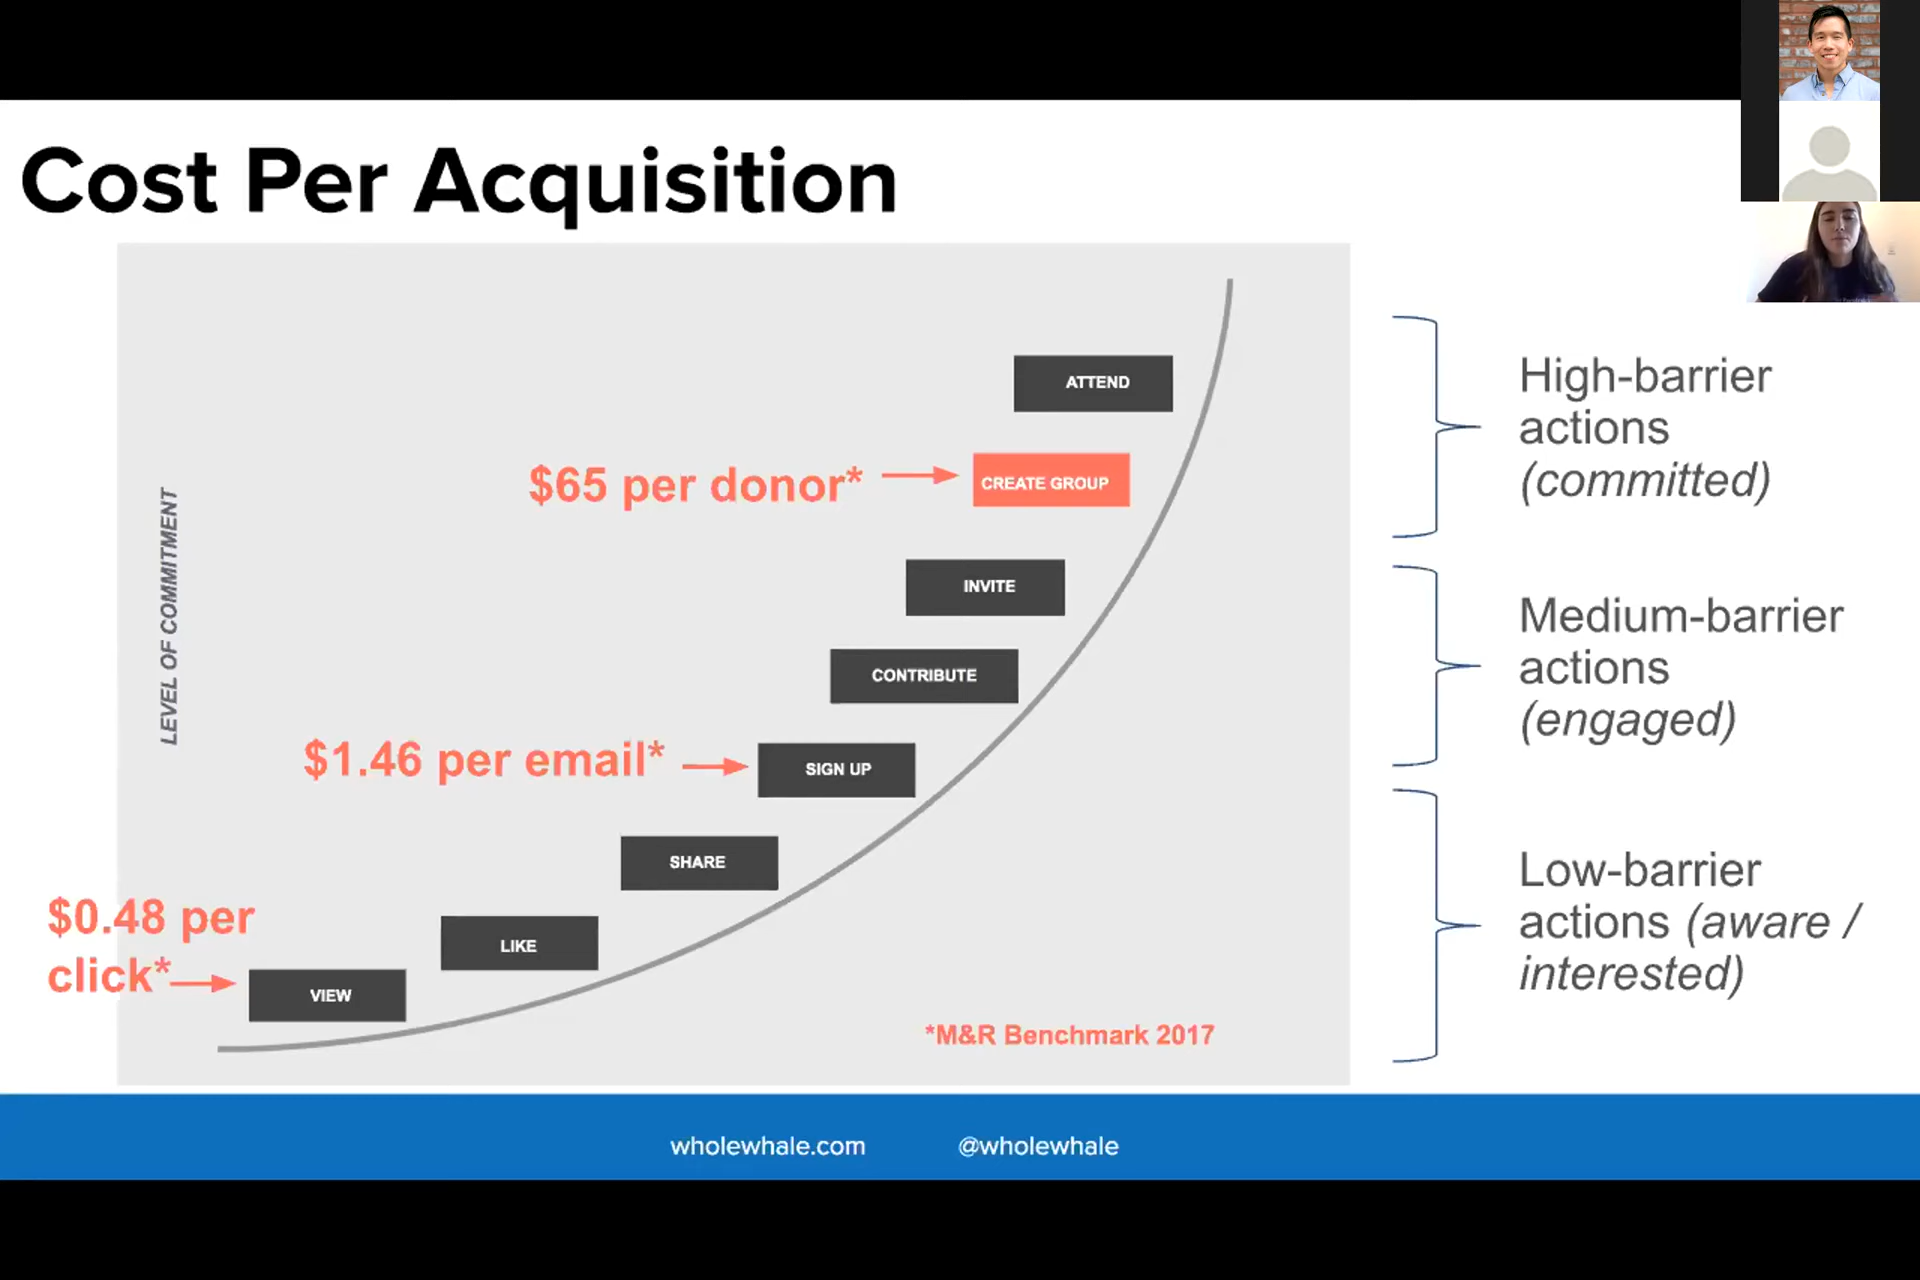 Cost Per Acquisition
ATTEND
$65 per donor*
CREATE GROUP
INVITE
CONTRIBUTE
$1.46 per email*
SIGN UP
SHARE
$0.48 per
click*
LIKE
VIEW
LEVEL OF COMMITMENT
*M&R Benchmark 2017
High-barrier
actions
(committed)
Medium-barrier
actions
(engaged)
Low-barrier
actions (aware /
interested)
wholewhale.com
@wholewhale